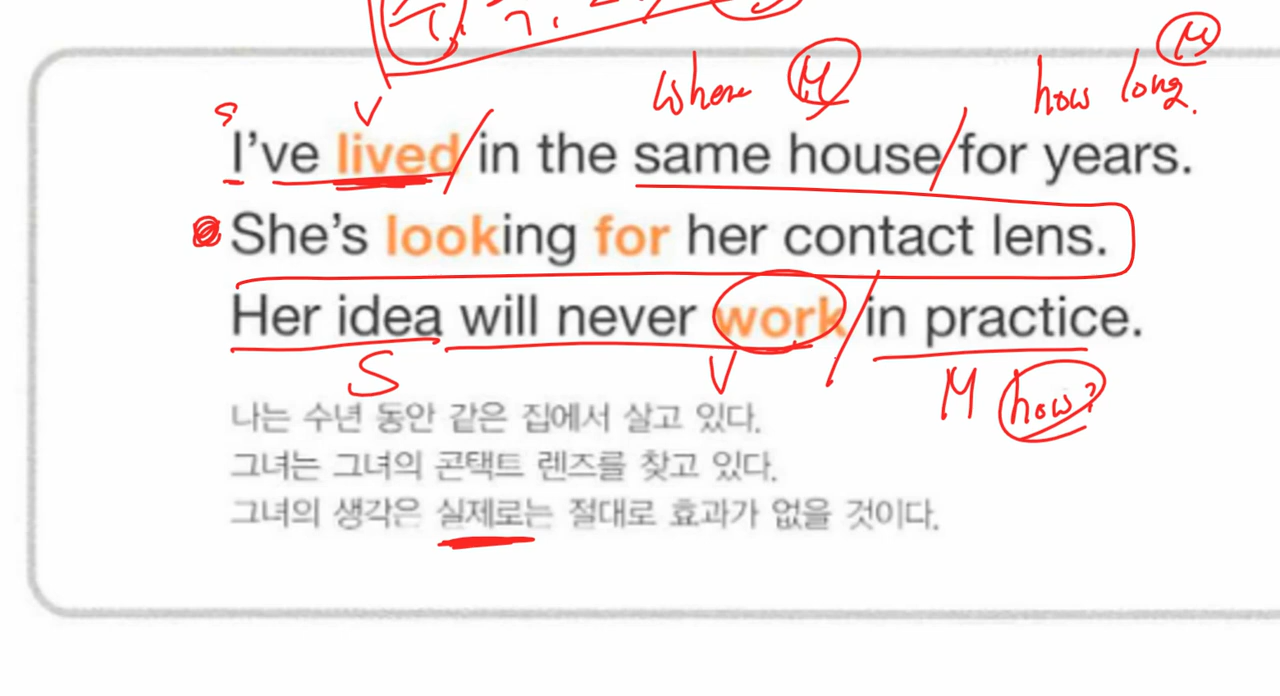 where M how long. M
S V
I've lived / in the same house / for years.
She's looking for her contact lens.
Her idea will never work / in practice.
S V M how?
나는 수년 동안 같은 집에서 살고 있다.
그녀는 그녀의 콘택트 렌즈를 찾고 있다.
그녀의 생각은 실제로는 절대로 효과가 없을 것이다.